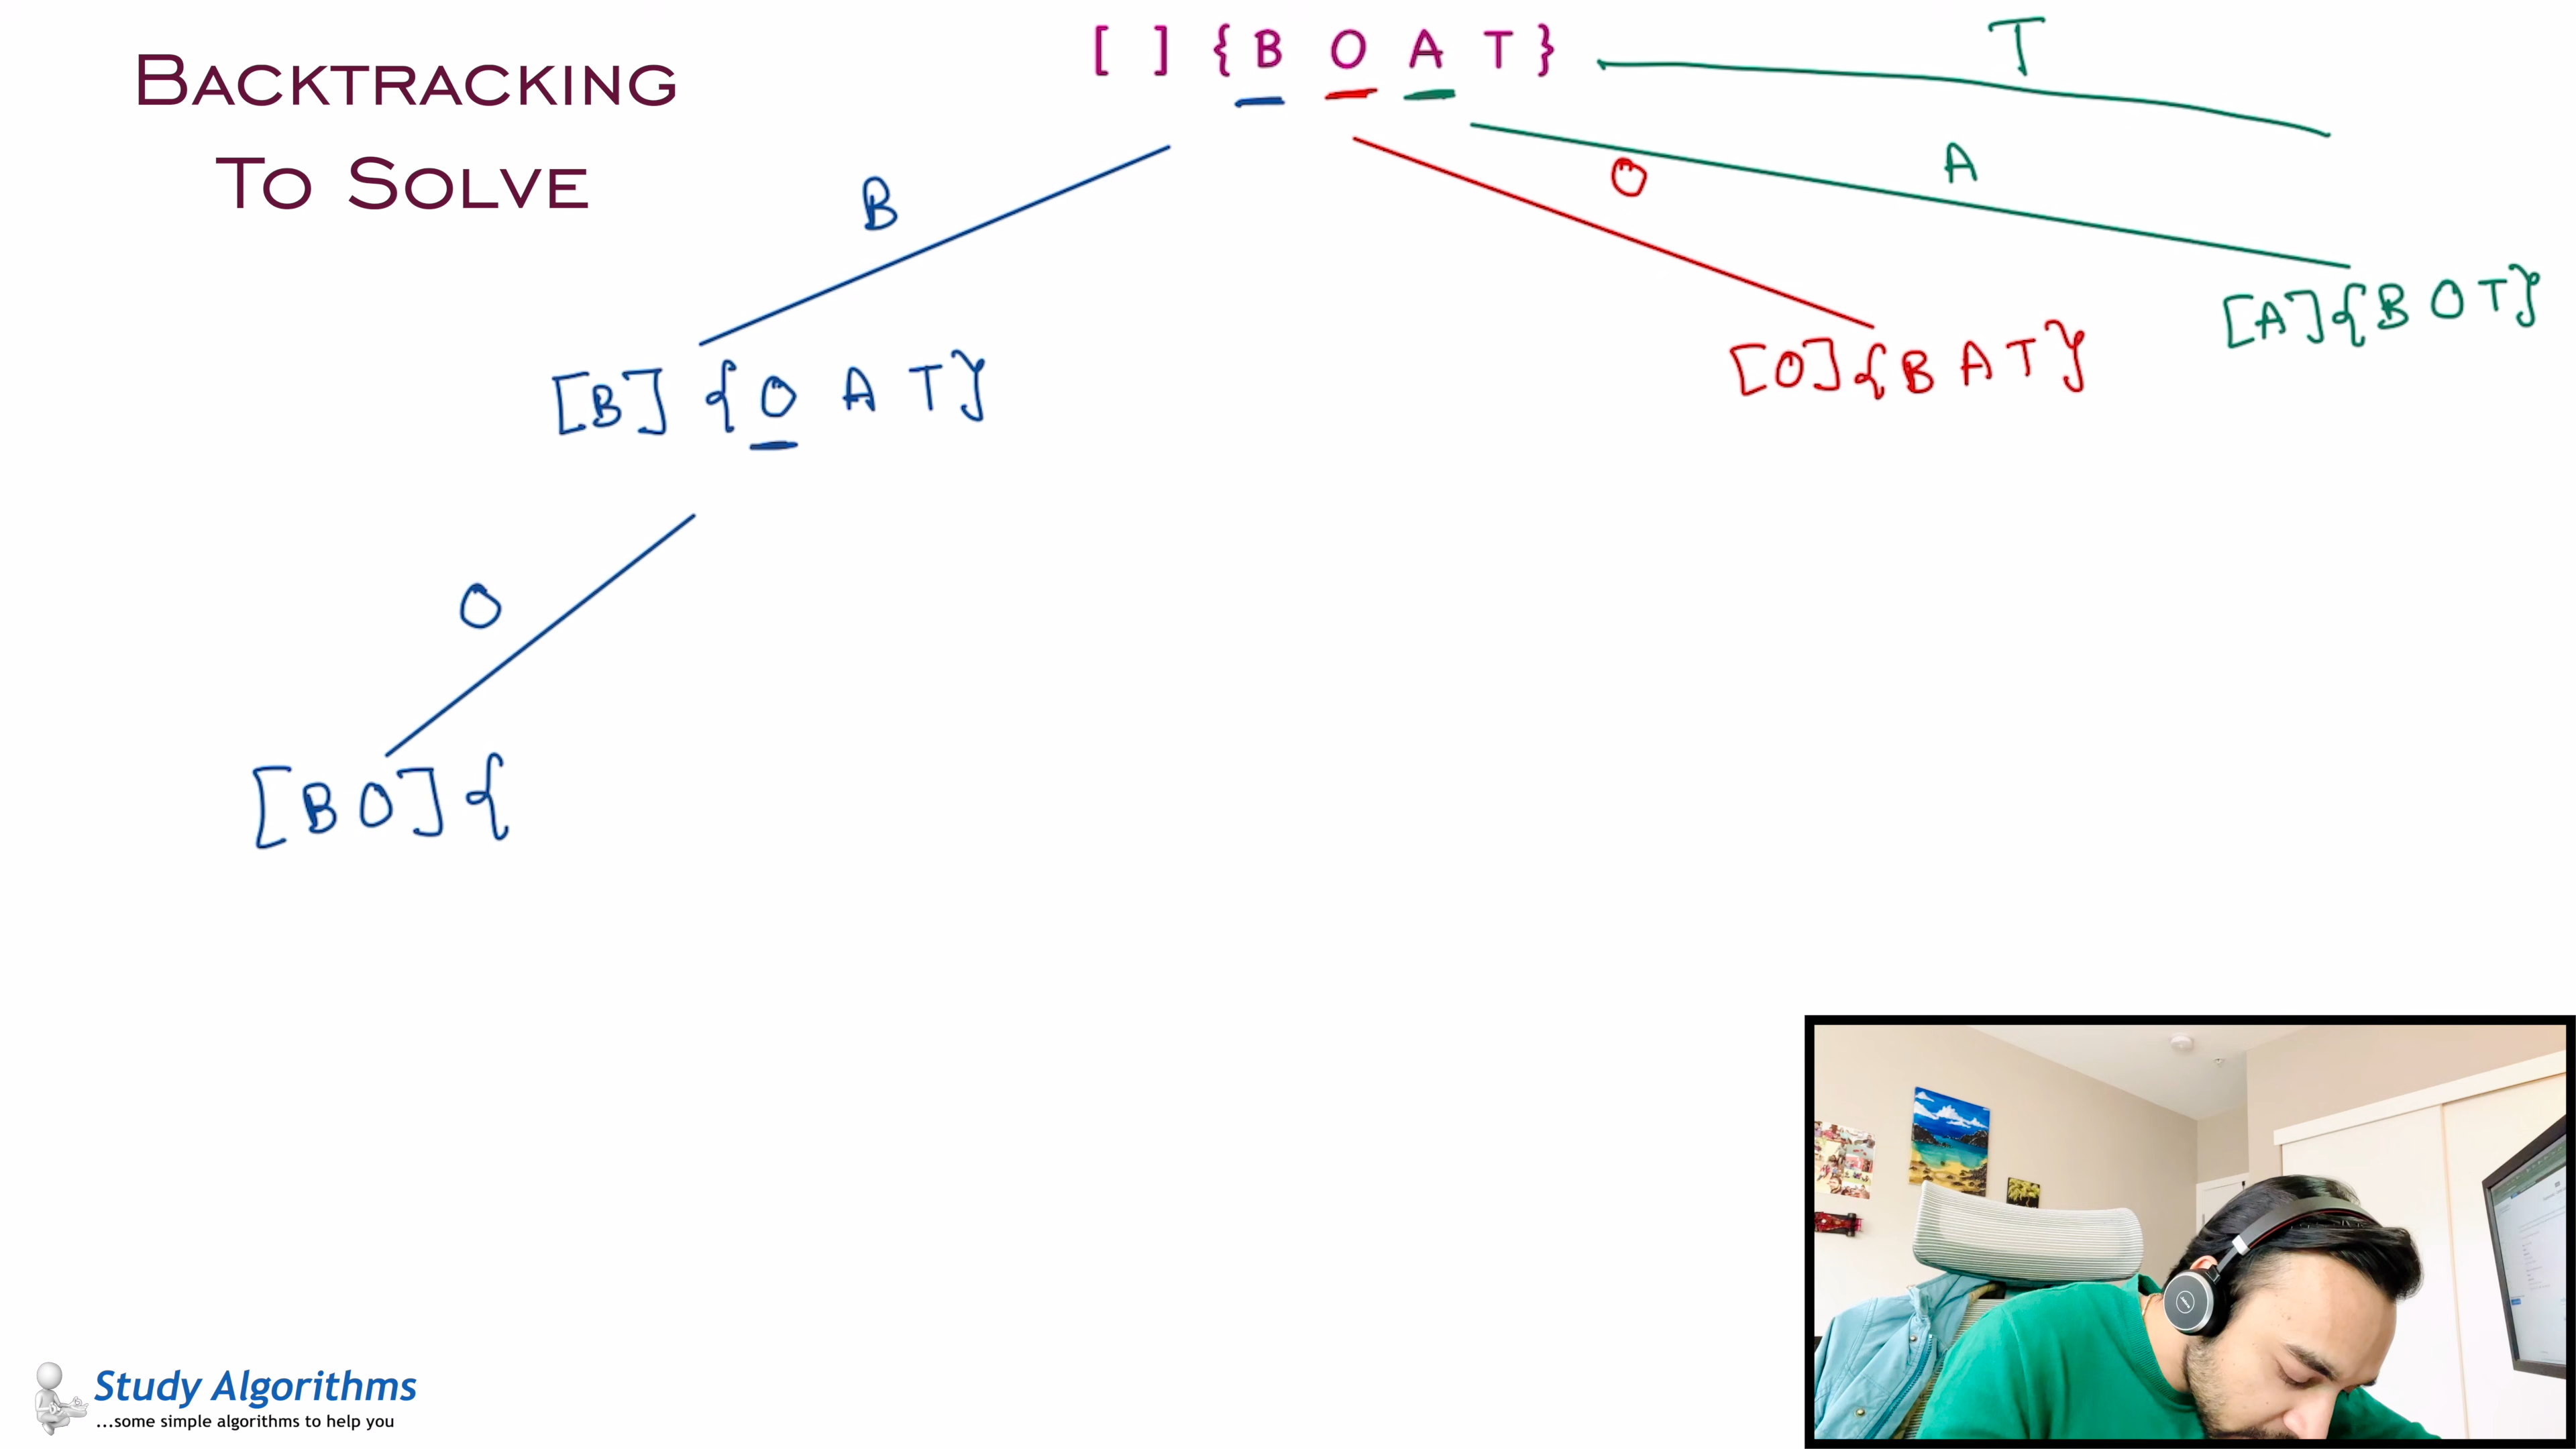 BACKTRACKING
TO SOLVE
[ ] {B O A T}
T
B
O
A
[B] {O A T}
[O]{B A T}
[A]{B O T}
O
[B O] {
Study Algorithms
...some simple algorithms to help you